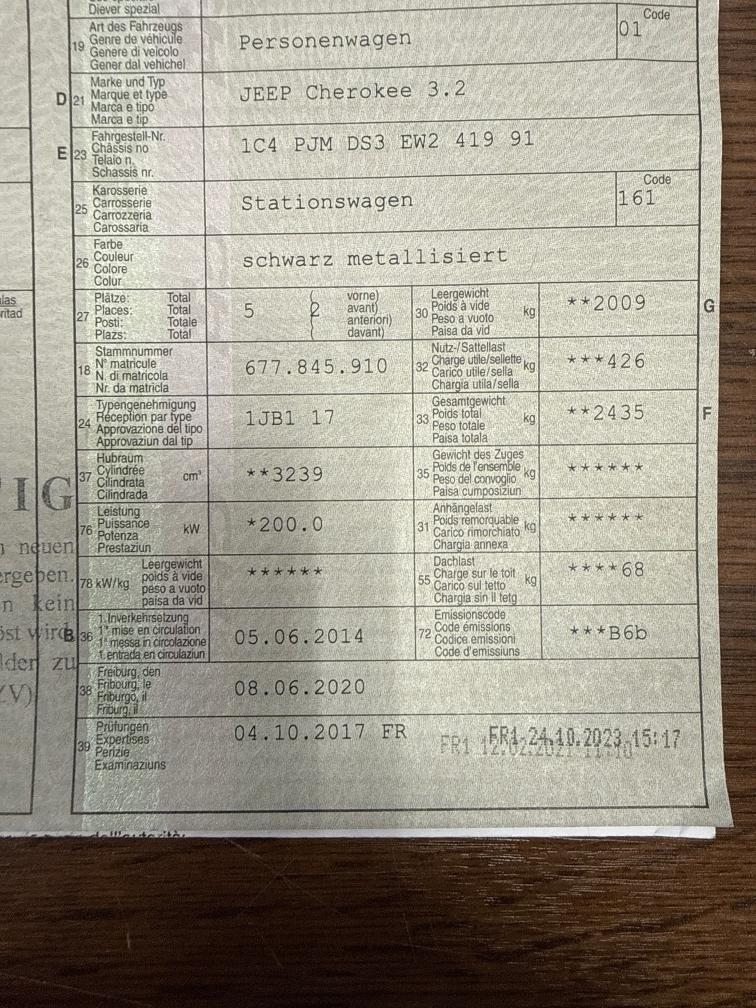 Diever spezial
19 Art des Fahrzeugs
Genre de véhicule
Genere di veicolo
Gener dal vehichel
Personenwagen
Code
01
D 21 Marke und Typ
Marque et type
Marca e tipo
Marca e tip
JEEP Cherokee 3.2
E 23 Fahrgestell-Nr.
Châssis no
Telaio n.
Schassis nr.
1C4 PJM DS3 EW2 419 91
25 Karosserie
Carrosserie
Carrozzeria
Carossaria
Stationswagen
Code
161
26 Farbe
Couleur
Colore
Colur
schwarz metallisiert
27 Plätze: Total
Places: Total
Posti: Totale
Plazs: Total
5 ( 2 vorne)
avant)
anteriori)
davant)
30 Leergewicht
Poids à vide
Peso a vuoto
Paisa da vid
kg
**2009
G
18 Stammnummer
N° matricule
N. di matricola
Nr. da matricla
677.845.910
32 Nutz-/Sattellast
Charge utile/sellette
Carico utile/sella
Chargia utila/sella
kg
***426
24 Typengenehmigung
Réception par type
Approvazione del tipo
Approvaziun dal tip
1JB1 17
33 Gesamtgewicht
Poids total
Peso totale
Paisa totala
kg
**2435
F
37 Hubraum
Cylindrée
Cilindrata
Cilindrada
cm³
**3239
35 Gewicht des Zuges
Poids de l'ensemble
Peso del convoglio
Paisa cumposiziun
kg
******
76 Leistung
Puissance
Potenza
Prestaziun
kW
*200.0
31 Anhängelast
Poids remorquable
Carico rimorchiato
Chargia annexa
kg
******
78 kW/kg Leergewicht
poids à vide
peso a vuoto
paisa da vid
******
55 Dachlast
Charge sur le toit
Carico sul tetto
Chargia sin il tetg
kg
****68
B 36 1.Inverkehrsetzung
1re mise en circulation
1a messa in circolazione
1. entrada en circulaziun
05.06.2014
72 Emissionscode
Code émissions
Codice emissioni
Code d'emissiuns
***B6b
38 Freiburg, den
Fribourg, le
Friburgo, il
Friburg, il
08.06.2020
39 Prüfungen
Expertises
Perizie
Examinaziuns
04.10.2017 FR
FR1-24.10.2023 15:17
FR1
IG
neuen
ergeben.
n kein
öst wird
lder zu
ZV)